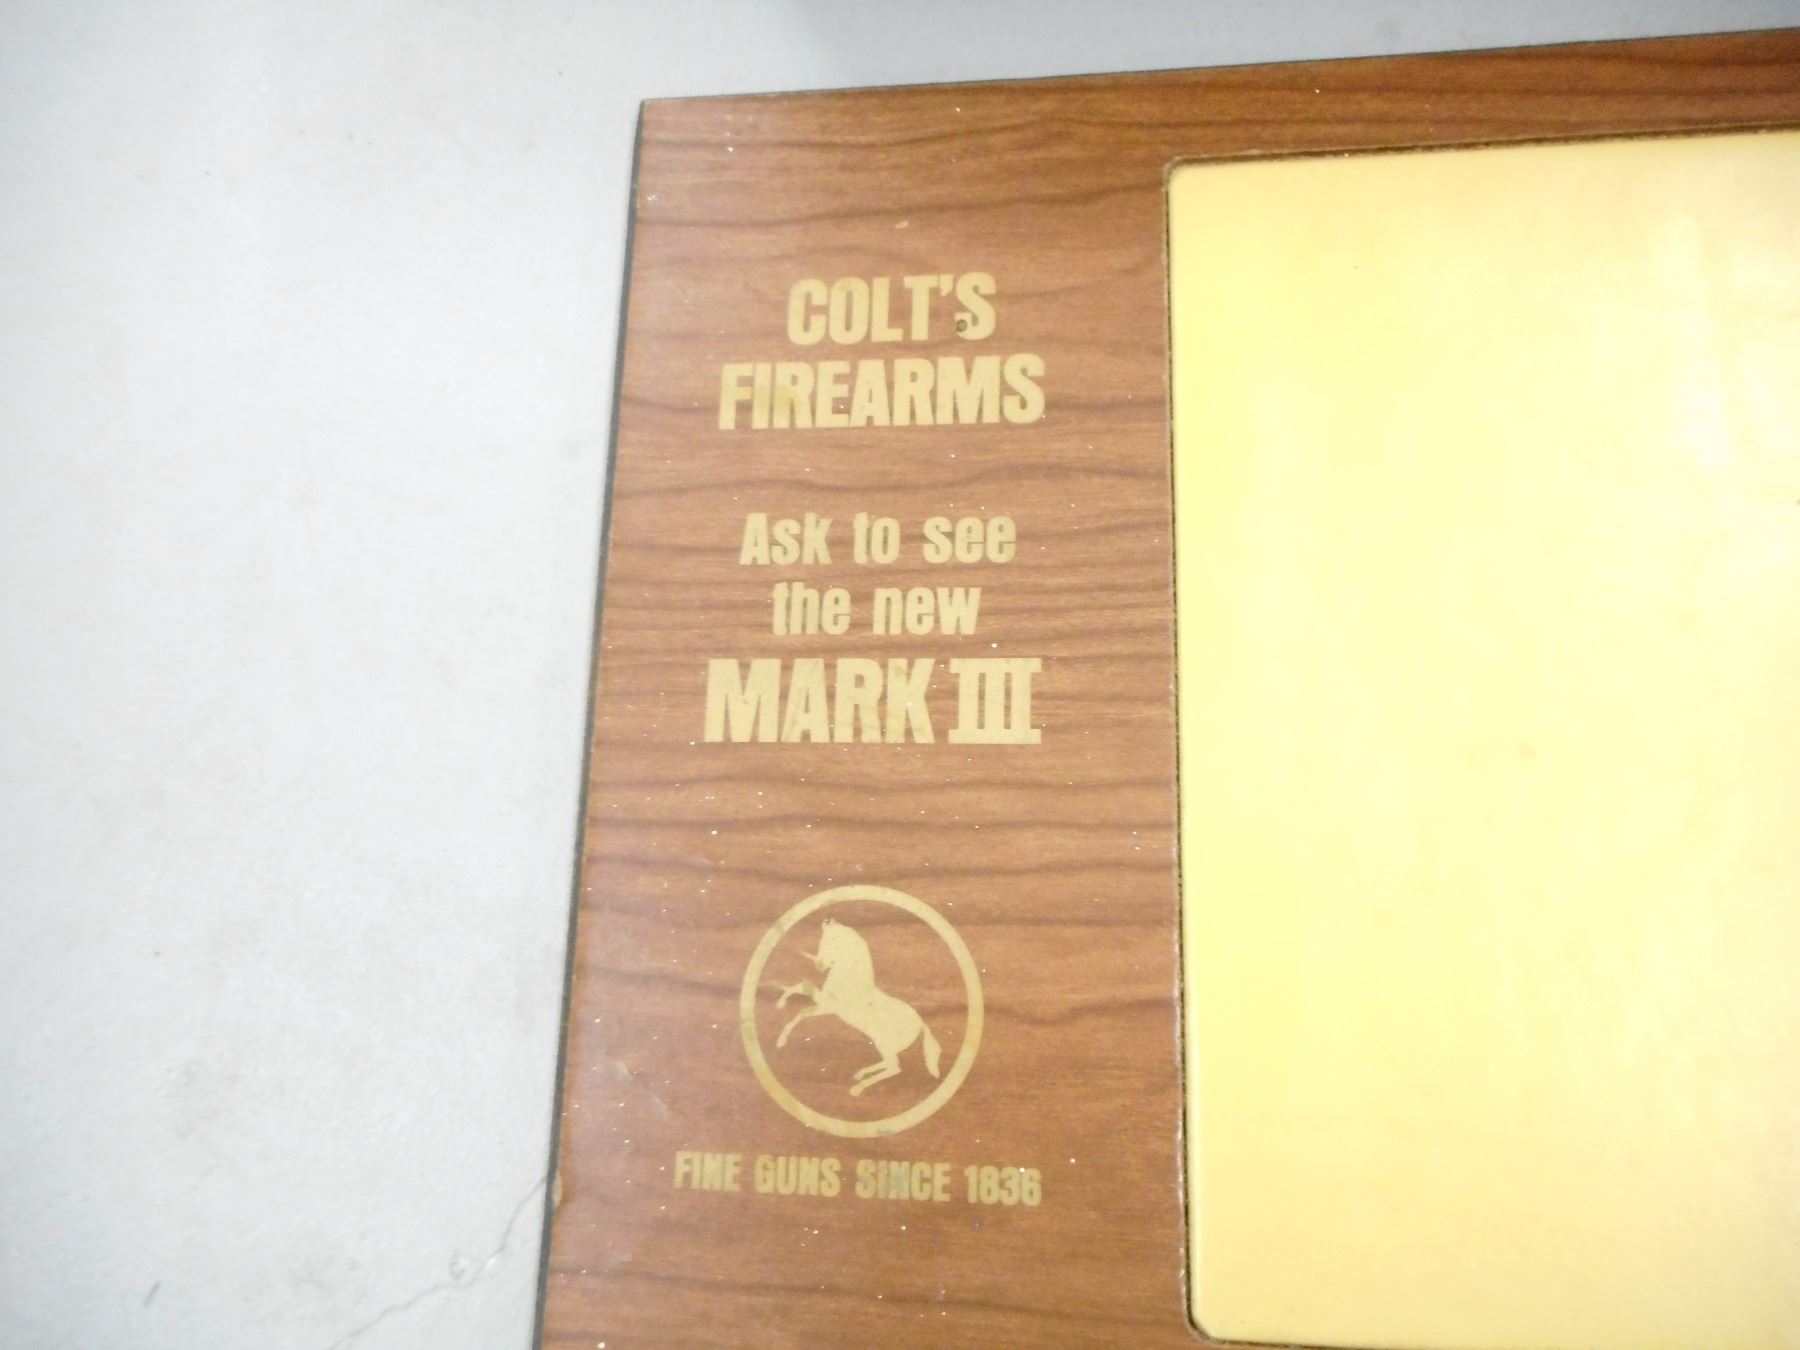 COLT'S
FIREARMS
Ask to see
the new
MARK III
FINE GUNS SINCE 1836